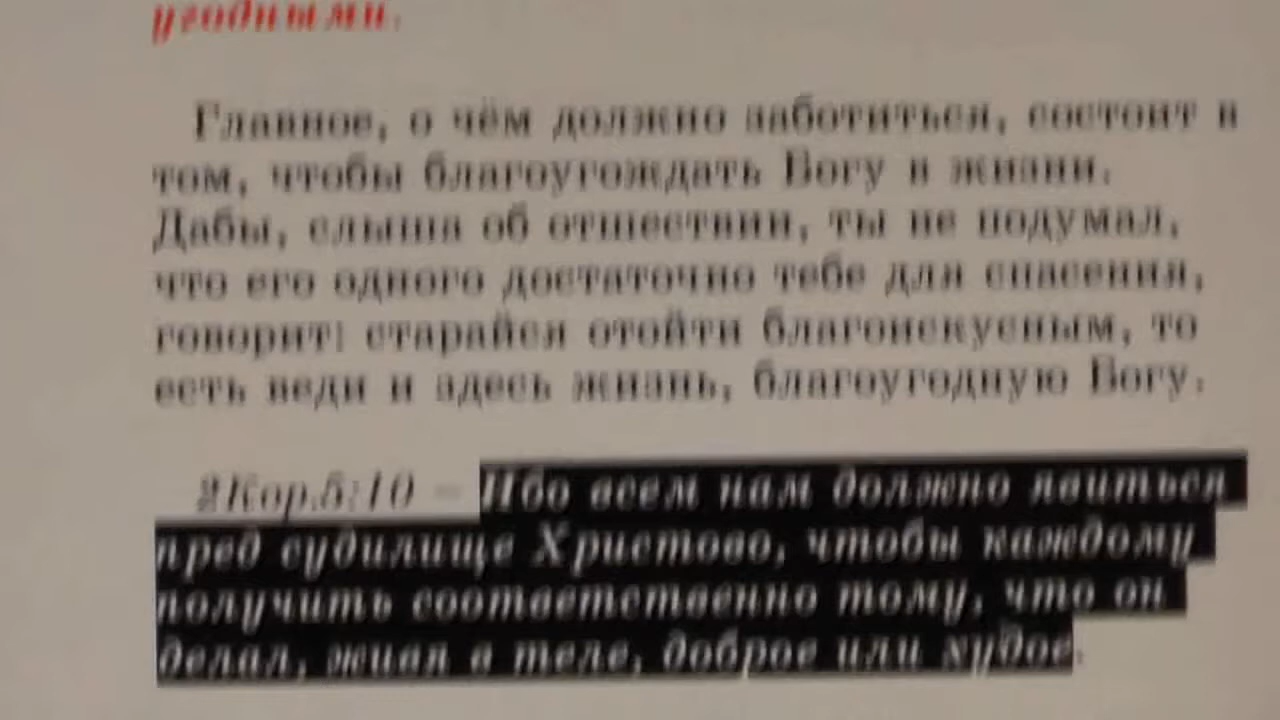 угодными.
Главное, о чём должно заботиться, состоит в
том, чтобы благоугождать Богу в жизни.
Дабы, слыша об отшествии, ты не подумал,
что его одного достаточно тебе для спасения,
говорит: старайся отойти благоискусным, то
есть веди и здесь жизнь, благоугодную Богу.
2Кор.5:10 – Ибо всем нам должно явиться
пред судилище Христово, чтобы каждому
получить соответственно тому, что он
делал, живя в теле, доброе или худое.